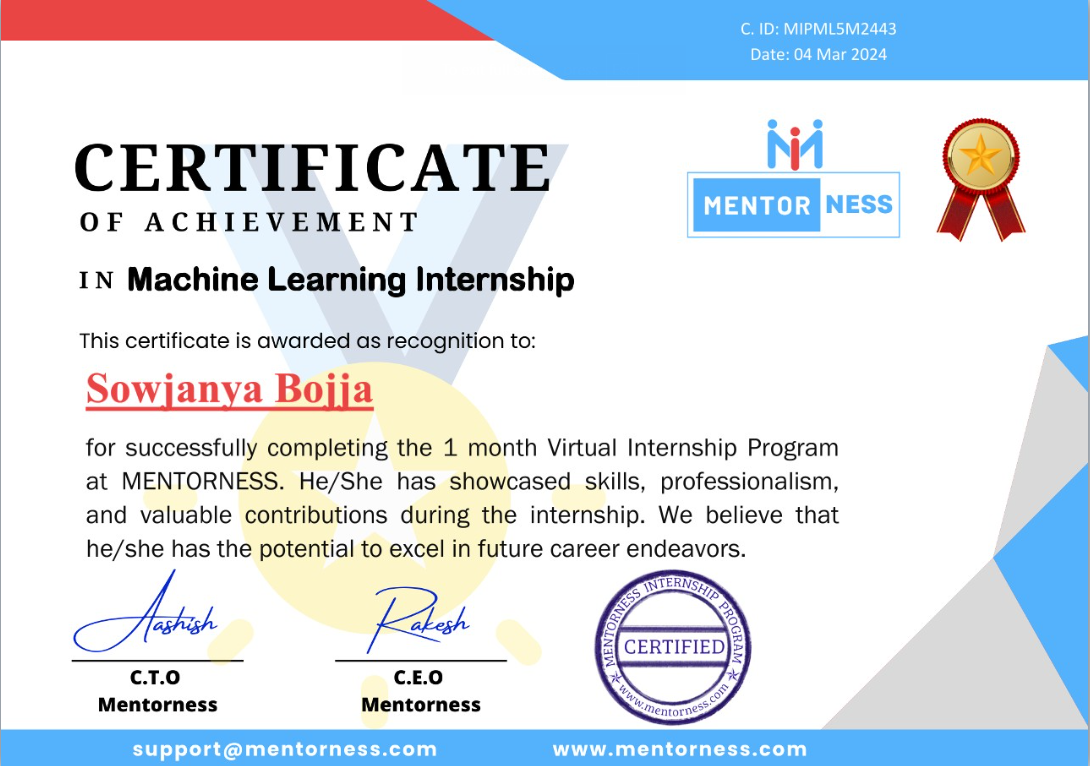 C. ID: MIPML5M2443
Date: 04 Mar 2024
CERTIFICATE
OF ACHIEVEMENT
IN Machine Learning Internship
MENTOR NESS
This certificate is awarded as recognition to:
Sowjanya Bojja
for successfully completing the 1 month Virtual Internship Program
at MENTORNESS. He/She has showcased skills, professionalism,
and valuable contributions during the internship. We believe that
he/she has the potential to excel in future career endeavors.
Aashish
C.T.O
Mentorness
Rakesh
C.E.O
Mentorness
MENTORNESS INTERNSHIP PROGRAM
CERTIFIED
www.mentorness.com
support@mentorness.com
www.mentorness.com